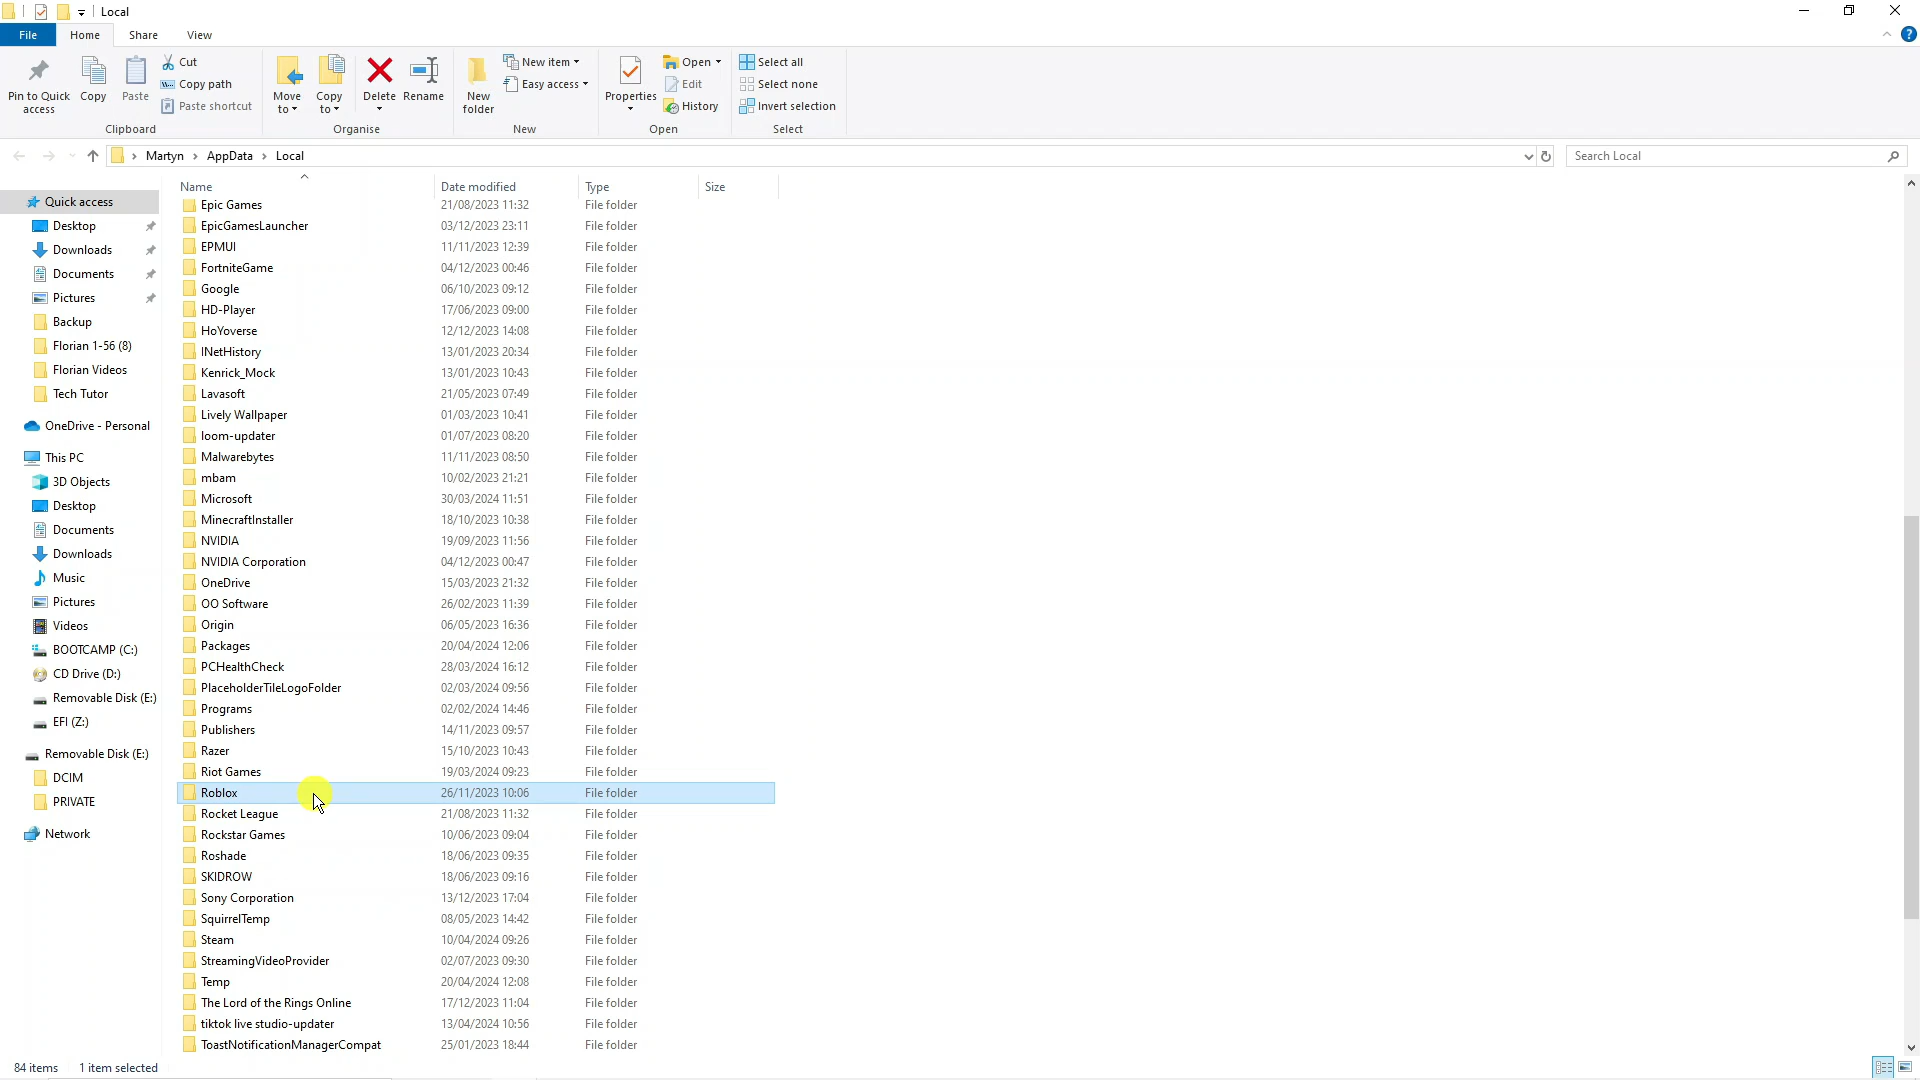 Local
File Home Share View
Pin to Quick access
Copy
Paste
Cut
Copy path
Paste shortcut
Clipboard
Move to
Copy to
Delete
Rename
Organise
New folder
New item
Easy access
New
Properties
Open
Edit
History
Open
Select all
Select none
Invert selection
Select
Martyn > AppData > Local
Search Local
Quick access
Desktop
Downloads
Documents
Pictures
Backup
Florian 1-56 (8)
Florian Videos
Tech Tutor
OneDrive - Personal
This PC
3D Objects
Desktop
Documents
Downloads
Music
Pictures
Videos
BOOTCAMP (C:)
CD Drive (D:)
Removable Disk (E:)
EFI (Z:)
Removable Disk (E:)
DCIM
PRIVATE
Network
Name Date modified Type Size
Epic Games 21/08/2023 11:32 File folder
EpicGamesLauncher 03/12/2023 23:11 File folder
EPMUI 11/11/2023 12:39 File folder
FortniteGame 04/12/2023 00:46 File folder
Google 06/10/2023 09:12 File folder
HD-Player 17/06/2023 09:00 File folder
HoYoverse 12/12/2023 14:08 File folder
INetHistory 13/01/2023 20:34 File folder
Kenrick_Mock 13/01/2023 10:43 File folder
Lavasoft 21/05/2023 07:49 File folder
Lively Wallpaper 01/03/2023 10:41 File folder
loom-updater 01/07/2023 08:20 File folder
Malwarebytes 11/11/2023 08:50 File folder
mbam 10/02/2023 21:21 File folder
Microsoft 30/03/2024 11:51 File folder
MinecraftInstaller 18/10/2023 10:38 File folder
NVIDIA 19/09/2023 11:56 File folder
NVIDIA Corporation 04/12/2023 00:47 File folder
OneDrive 15/03/2023 21:32 File folder
OO Software 26/02/2023 11:39 File folder
Origin 06/05/2023 16:36 File folder
Packages 20/04/2024 12:06 File folder
PCHealthCheck 28/03/2024 16:12 File folder
PlaceholderTileLogoFolder 02/03/2024 09:56 File folder
Programs 02/02/2024 14:46 File folder
Publishers 14/11/2023 09:57 File folder
Razer 15/10/2023 10:43 File folder
Riot Games 19/03/2024 09:23 File folder
Roblox 26/11/2023 10:06 File folder
Rocket League 21/08/2023 11:32 File folder
Rockstar Games 10/06/2023 09:04 File folder
Roshade 18/06/2023 09:35 File folder
SKIDROW 18/06/2023 09:16 File folder
Sony Corporation 13/12/2023 17:04 File folder
SquirrelTemp 08/05/2023 14:42 File folder
Steam 10/04/2024 09:26 File folder
StreamingVideoProvider 02/07/2023 09:30 File folder
Temp 20/04/2024 12:08 File folder
The Lord of the Rings Online 17/12/2023 11:04 File folder
tiktok live studio-updater 13/04/2024 10:56 File folder
ToastNotificationManagerCompat 25/01/2023 18:44 File folder
84 items 1 item selected